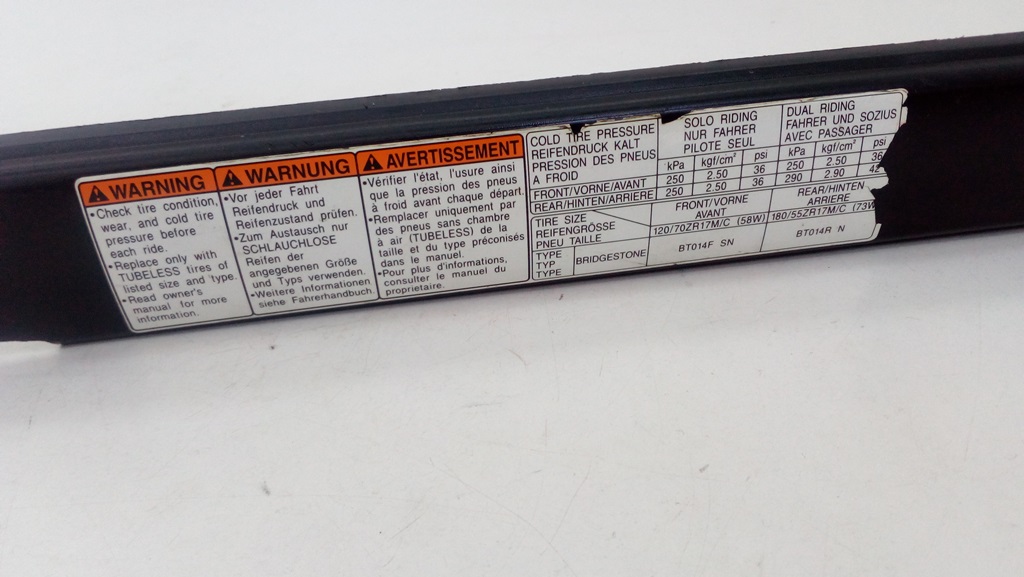 WARNING
•Check tire condition,
wear, and cold tire
pressure before
each ride.
•Replace only with
TUBELESS tires of
listed size and type.
•Read owner's
manual for more
information.
WARNUNG
•Vor jeder Fahrt
Reifendruck und
Reifenzustand prüfen.
•Zum Austausch nur
SCHLAUCHLOSE
Reifen der
angegebenen Größe
und Typs verwenden.
•Weitere Informationen
siehe Fahrerhandbuch.
AVERTISSEMENT
•Vérifier l'état, l'usure ainsi
que la pression des pneus
à froid avant chaque départ.
•Remplacer uniquement par
des pneus sans chambre
à air (TUBELESS) de la
taille et du type préconisés
dans le manuel.
•Pour plus d'informations,
consulter le manuel du
proprietaire.
COLD TIRE PRESSURE
REIFENDRUCK KALT
PRESSION DES PNEUS
A FROID
SOLO RIDING
NUR FAHRER
PILOTE SEUL
DUAL RIDING
FAHRER UND SOZIUS
AVEC PASSAGER
kPa kgf/cm² psi kPa kgf/cm² psi
FRONT/VORNE/AVANT 250 2.50 36 250 2.50 36
REAR/HINTEN/ARRIERE 250 2.50 36 290 2.90 42
TIRE SIZE
REIFENGRÖSSE
PNEU TAILLE
FRONT/VORNE
AVANT
120/70ZR17M/C (58W)
REAR/HINTEN
ARRIERE
180/55ZR17M/C (73W
TYPE
TYP
TYPE
BRIDGESTONE
BT014F SN
BT014R N